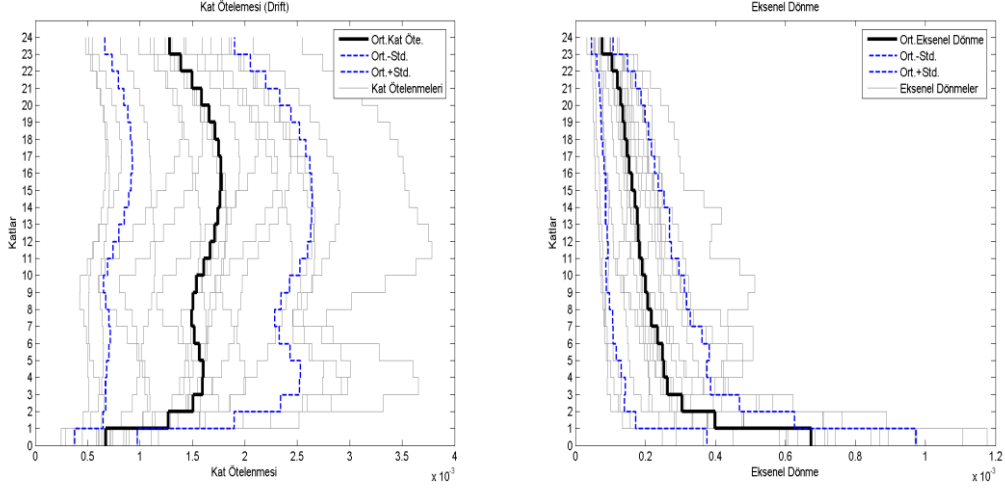 Kat Ötelemesi (Drift)
24
23
22
21
20
19
18
17
16
15
14
13
12
11
10
9
8
7
6
5
4
3
2
1
0
Katlar
Ort.Kat Öte.
Ort.-Std.
Ort.+Std.
Kat Ötelenmeleri
0 0.5 1 1.5 2 2.5 3 3.5 4
Kat Ötelenmesi
x 10⁻³
Eksenel Dönme
24
23
22
21
20
19
18
17
16
15
14
13
12
11
10
9
8
7
6
5
4
3
2
1
0
Katlar
Ort.Eksenel Dönme
Ort.-Std.
Ort.+Std.
Eksenel Dönmeler
0 0.2 0.4 0.6 0.8 1 1.2
Eksenel Dönme
x 10⁻³